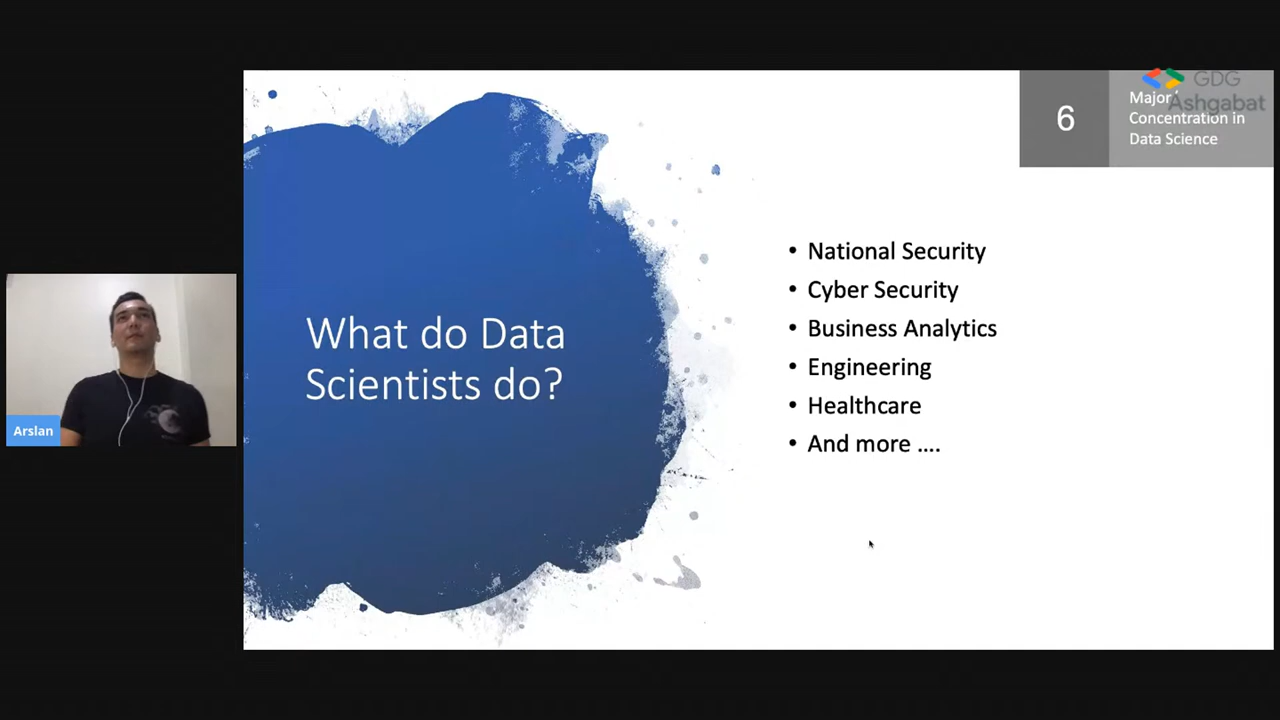 GDG
Ashgabat
6
Major
Concentration in
Data Science
What do Data
Scientists do?
• National Security
• Cyber Security
• Business Analytics
• Engineering
• Healthcare
• And more ....
Arslan